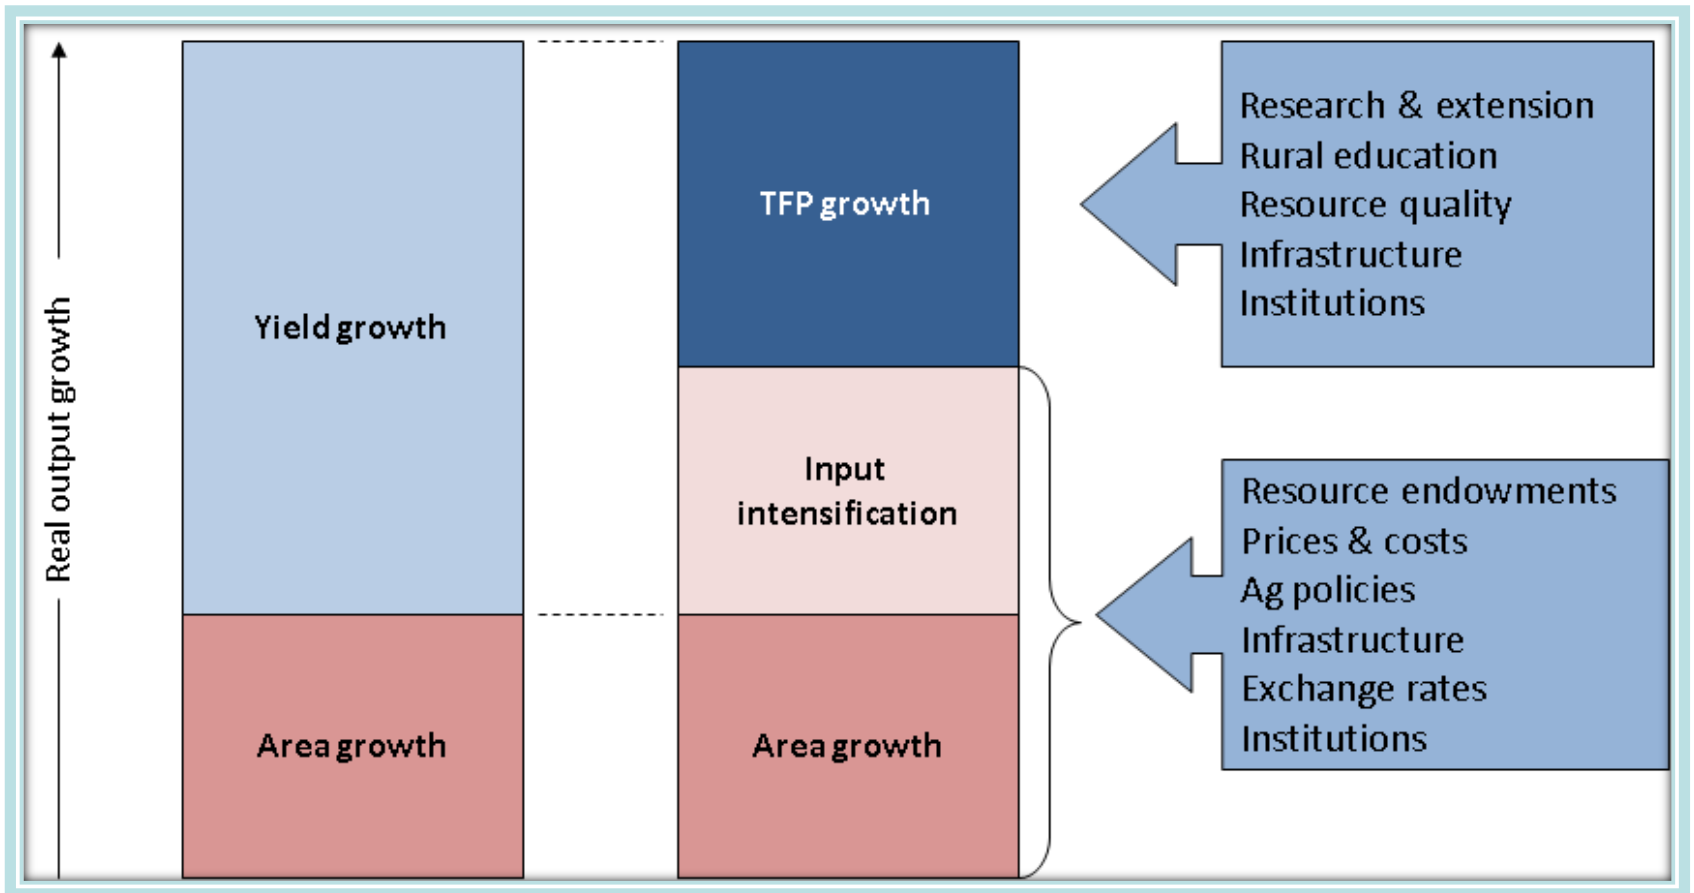 Real output growth
Yield growth
Area growth
TFP growth
Input
intensification
Area growth
Research & extension
Rural education
Resource quality
Infrastructure
Institutions
Resource endowments
Prices & costs
Ag policies
Infrastructure
Exchange rates
Institutions